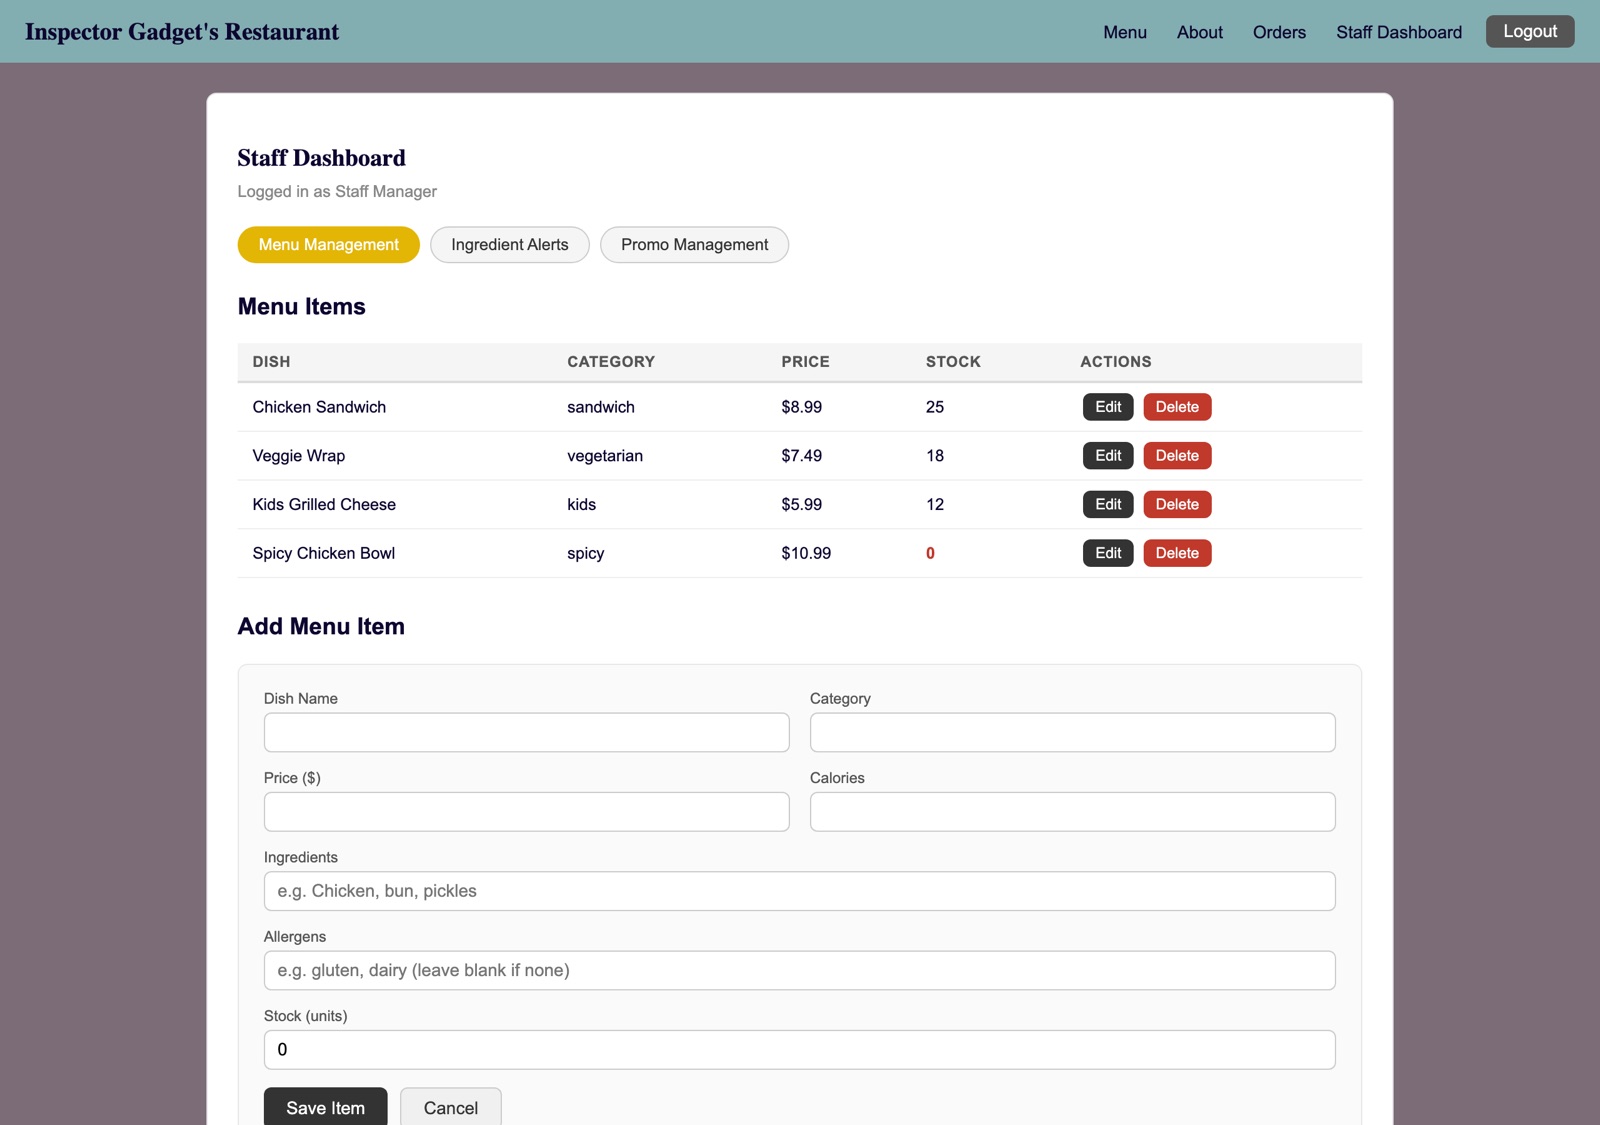 Inspector Gadget's Restaurant Menu About Orders Staff Dashboard Logout
Staff Dashboard
Logged in as Staff Manager
Menu Management Ingredient Alerts Promo Management
Menu Items
DISH CATEGORY PRICE STOCK ACTIONS
Chicken Sandwich sandwich $8.99 25 Edit Delete
Veggie Wrap vegetarian $7.49 18 Edit Delete
Kids Grilled Cheese kids $5.99 12 Edit Delete
Spicy Chicken Bowl spicy $10.99 0 Edit Delete
Add Menu Item
Dish Name Category
Price ($) Calories
Ingredients
e.g. Chicken, bun, pickles
Allergens
e.g. gluten, dairy (leave blank if none)
Stock (units)
0
Save Item Cancel